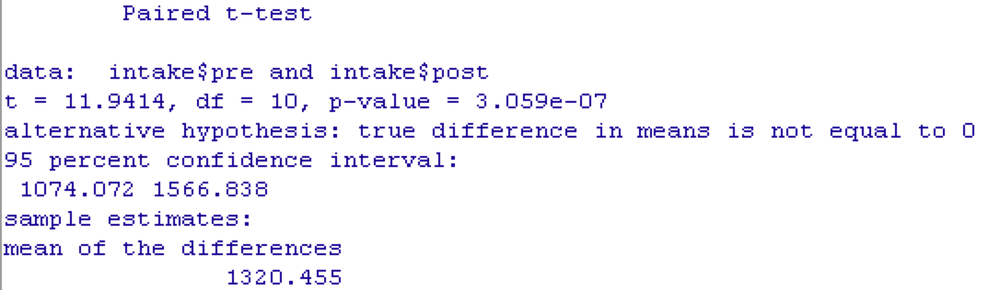 Paired t-test
data:  intake$pre and intake$post
t = 11.9414, df = 10, p-value = 3.059e-07
alternative hypothesis: true difference in means is not equal to 0
95 percent confidence interval:
1074.072 1566.838
sample estimates:
mean of the differences
1320.455